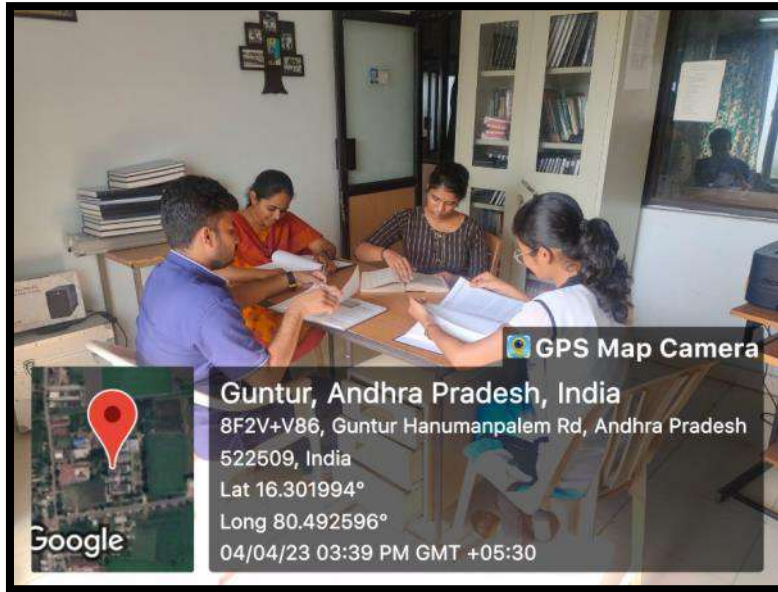 GPS Map Camera
Guntur, Andhra Pradesh, India
8F2V+V86, Guntur Hanumanpalem Rd, Andhra Pradesh
522509, India
Lat 16.301994°
Long 80.492596°
04/04/23 03:39 PM GMT +05:30
Google